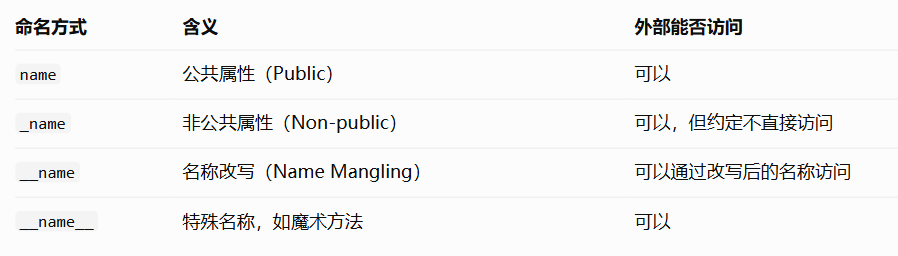 命名方式 含义 外部能否访问
name 公共属性（Public） 可以
_name 非公共属性（Non-public） 可以，但约定不直接访问
__name 名称改写（Name Mangling） 可以通过改写后的名称访问
__name__ 特殊名称，如魔术方法 可以